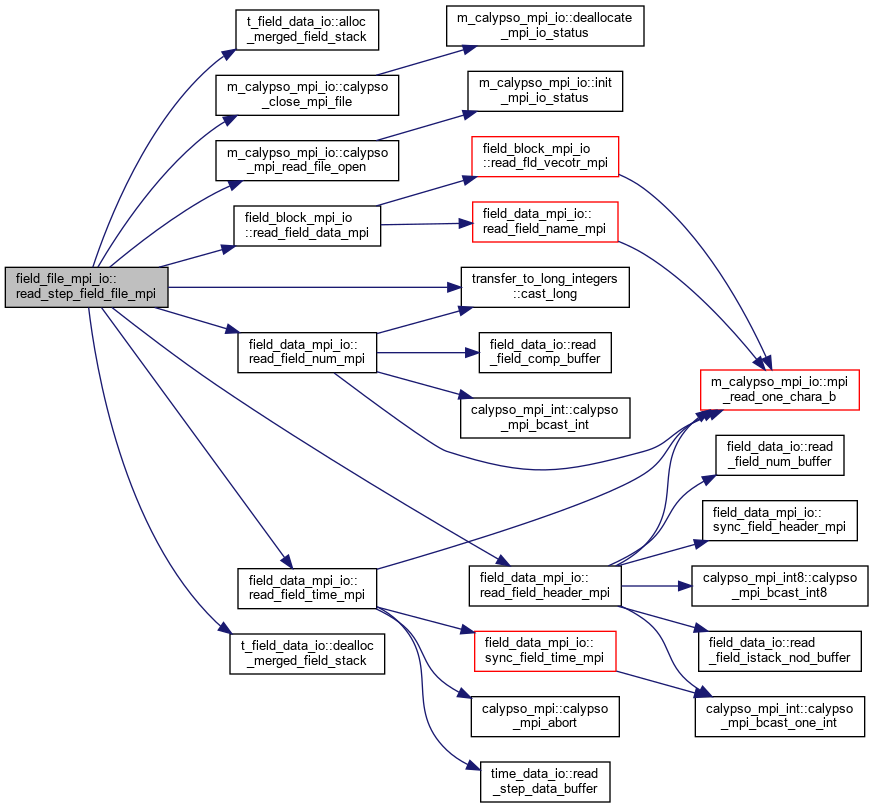 field_file_mpi_io::
read_step_field_file_mpi
t_field_data_io::alloc
_merged_field_stack
m_calypso_mpi_io::calypso
_close_mpi_file
m_calypso_mpi_io::calypso
_mpi_read_file_open
field_block_mpi_io
::read_field_data_mpi
field_data_mpi_io::
read_field_num_mpi
field_data_mpi_io::
read_field_time_mpi
t_field_data_io::dealloc
_merged_field_stack
m_calypso_mpi_io::deallocate
_mpi_io_status
m_calypso_mpi_io::init
_mpi_io_status
field_block_mpi_io
::read_fld_vecotr_mpi
field_data_mpi_io::
read_field_name_mpi
transfer_to_long_integers
::cast_long
field_data_io::read
_field_comp_buffer
calypso_mpi_int::calypso
_mpi_bcast_int
field_data_mpi_io::
read_field_header_mpi
field_data_mpi_io::
sync_field_time_mpi
calypso_mpi::calypso
_mpi_abort
time_data_io::read
_step_data_buffer
m_calypso_mpi_io::mpi
_read_one_chara_b
field_data_io::read
_field_num_buffer
field_data_mpi_io::
sync_field_header_mpi
calypso_mpi_int8::calypso
_mpi_bcast_int8
field_data_io::read
_field_istack_nod_buffer
calypso_mpi_int::calypso
_mpi_bcast_one_int